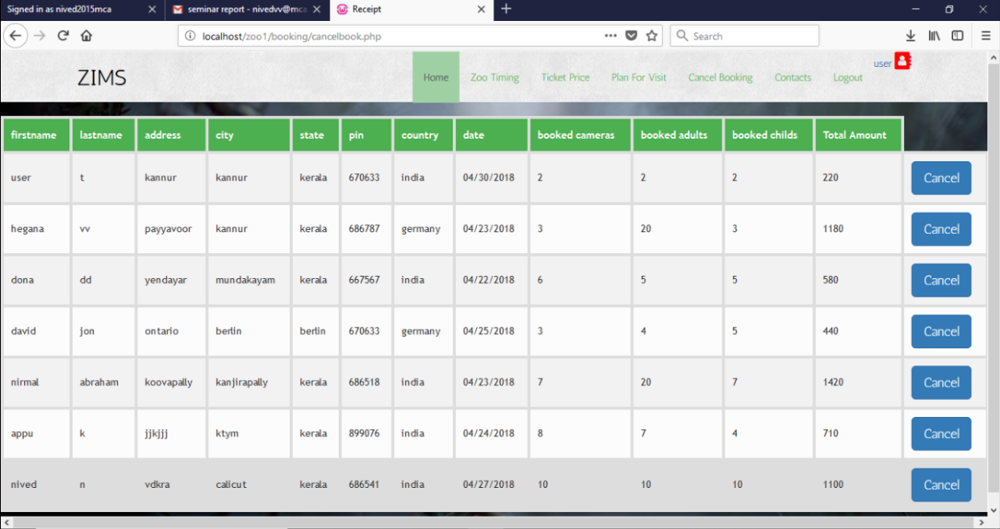 Signed in as nived2015mca
seminar report - nivedvv@mca
Receipt
localhost/zoo1/booking/cancelbook.php
Search
ZIMS
Home Zoo Timing Ticket Price Plan For Visit Cancel Booking Contacts Logout
user
firstname lastname address city state pin country date booked cameras booked adults booked childs Total Amount
user t kannur kannur kerala 670633 india 04/30/2018 2 2 2 220 Cancel
hegana vv payyavoor kannur kerala 686787 germany 04/23/2018 3 20 3 1180 Cancel
dona dd yendayar mundakayam kerala 667567 india 04/22/2018 6 5 5 580 Cancel
david jon ontario berlin berlin 670633 germany 04/25/2018 3 4 5 440 Cancel
nirmal abraham koovapally kanjirapally kerala 686518 india 04/23/2018 7 20 7 1420 Cancel
appu k jjkjjj ktym kerala 899076 india 04/24/2018 8 7 4 710 Cancel
nived n vdkra calicut kerala 686541 india 04/27/2018 10 10 10 1100 Cancel